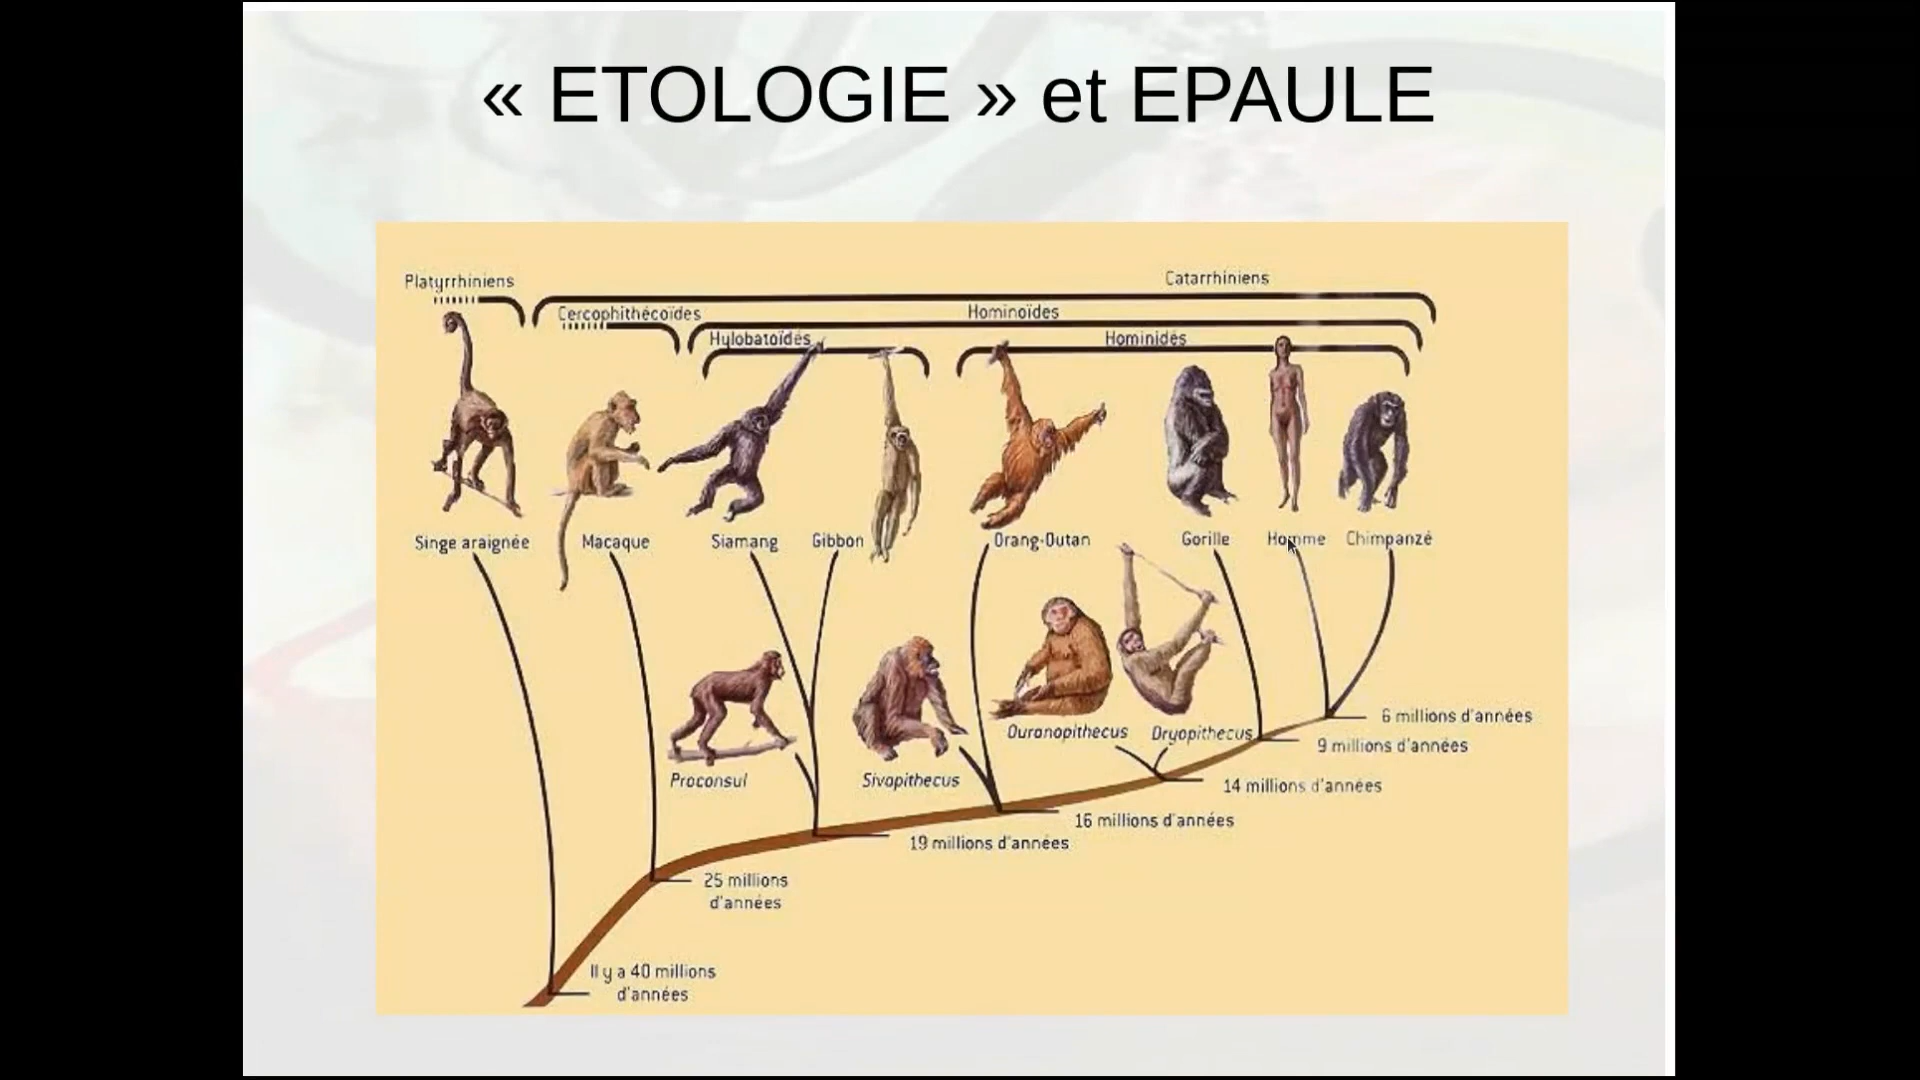 « ETOLOGIE » et EPAULE
Platyrrhiniens
Catarrhiniens
Cercophithécoïdes
Hominoïdes
Hylobatoïdés
Hominidés
Singe araignée
Macaque
Siamang
Gibbon
Orang-Outan
Gorille
Homme
Chimpanzé
Proconsul
Sivapithecus
Ouranopithecus
Dryopithecus
6 millions d'années
9 millions d'années
14 millions d'années
16 millions d'années
19 millions d'années
25 millions
d'années
Il y a 40 millions
d'années